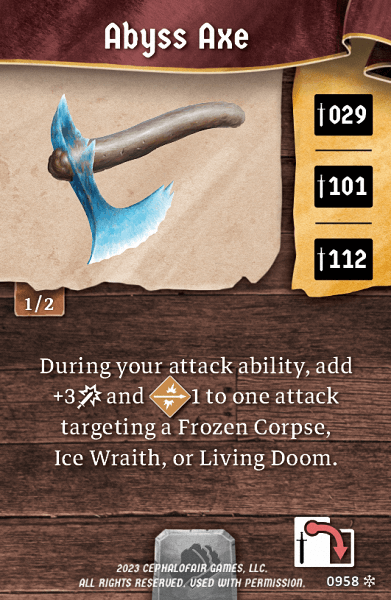 Abyss Axe
029
101
112
1/2
During your attack ability, add
+3 and 1 to one attack
targeting a Frozen Corpse,
Ice Wraith, or Living Doom.
2023 CEPHALOFAIR GAMES, LLC.
ALL RIGHTS RESERVED. USED WITH PERMISSION.
0958